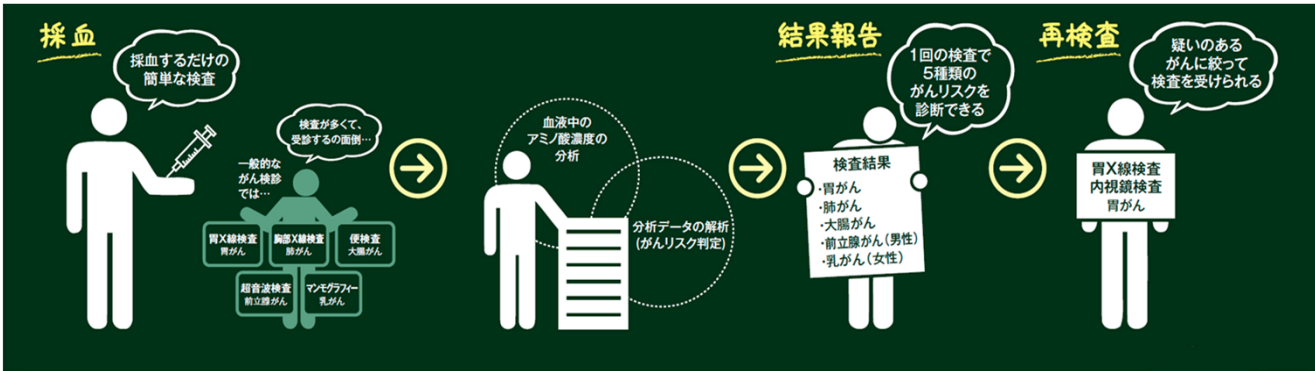 採血
採血するだけの
簡単な検査
検査が多くて、
受診するの面倒…
一般的な
がん検診
では…
胃X線検査
胃がん
胸部X線検査
肺がん
便検査
大腸がん
超音波検査
前立腺がん
マンモグラフィー
乳がん
血液中の
アミノ酸濃度の
分析
分析データの解析
(がんリスク判定)
結果報告
1回の検査で
5種類の
がんリスクを
診断できる
検査結果
・胃がん
・肺がん
・大腸がん
・前立腺がん(男性)
・乳がん(女性)
再検査
疑いのある
がんに絞って
検査を受けられる
胃X線検査
内視鏡検査
胃がん